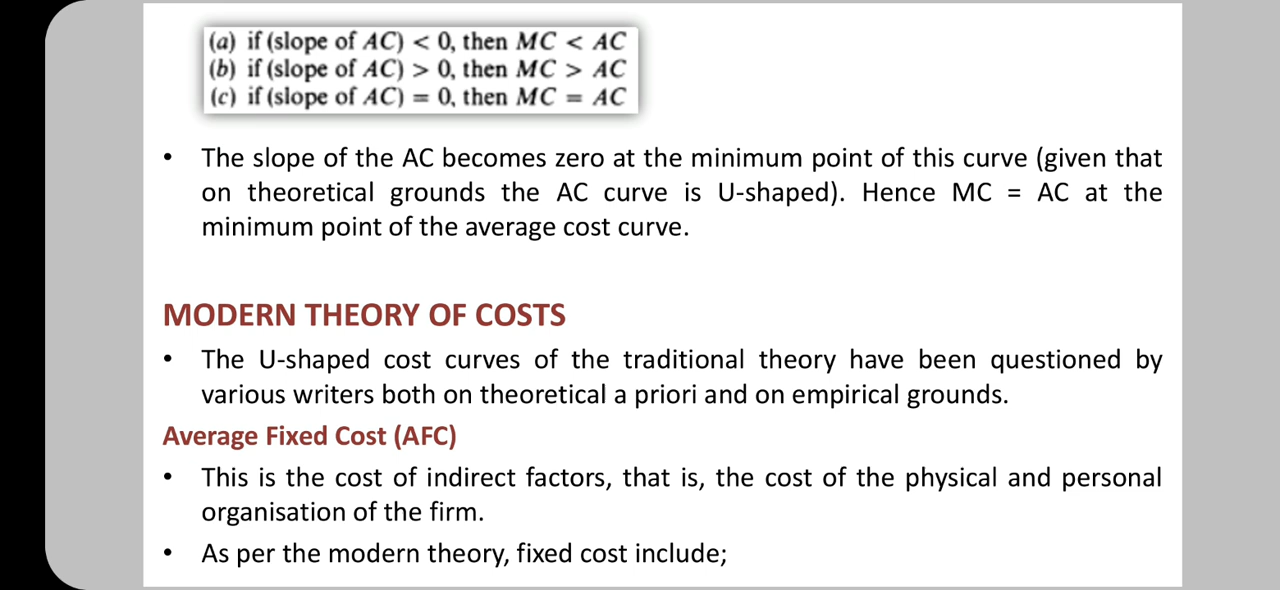 (a) if (slope of AC) < 0, then MC < AC
(b) if (slope of AC) > 0, then MC > AC
(c) if (slope of AC) = 0, then MC = AC
• The slope of the AC becomes zero at the minimum point of this curve (given that
on theoretical grounds the AC curve is U-shaped). Hence MC = AC at the
minimum point of the average cost curve.
MODERN THEORY OF COSTS
• The U-shaped cost curves of the traditional theory have been questioned by
various writers both on theoretical a priori and on empirical grounds.
Average Fixed Cost (AFC)
• This is the cost of indirect factors, that is, the cost of the physical and personal
organisation of the firm.
• As per the modern theory, fixed cost include;